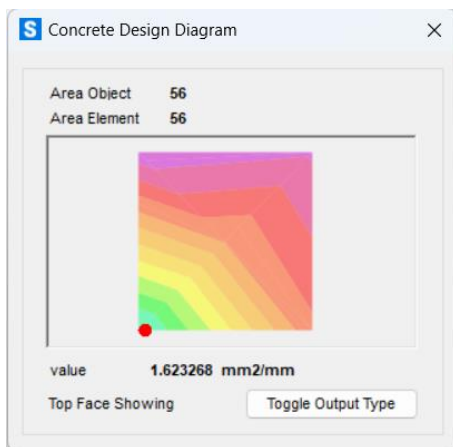 S Concrete Design Diagram
Area Object 56
Area Element 56
value 1.623268 mm2/mm
Top Face Showing Toggle Output Type